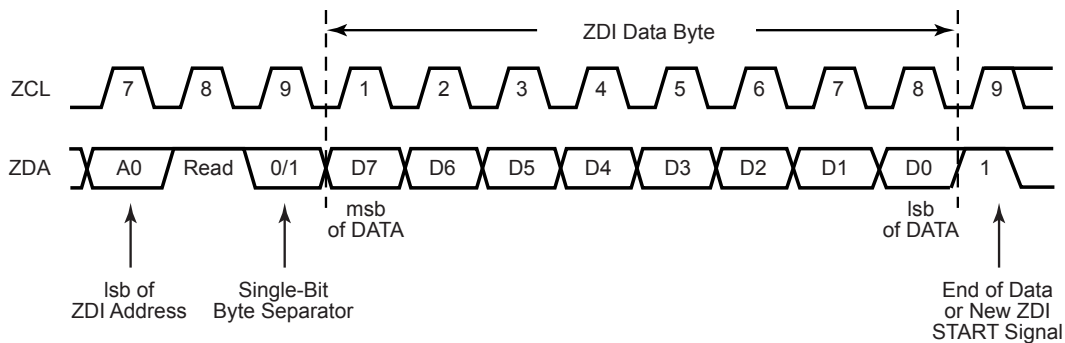 ZDI Data Byte
ZCL 7 8 9 1 2 3 4 5 6 7 8 9
ZDA A0 Read 0/1 D7 D6 D5 D4 D3 D2 D1 D0 1
msb
of DATA
lsb
of DATA
lsb of
ZDI Address
Single-Bit
Byte Separator
End of Data
or New ZDI
START Signal